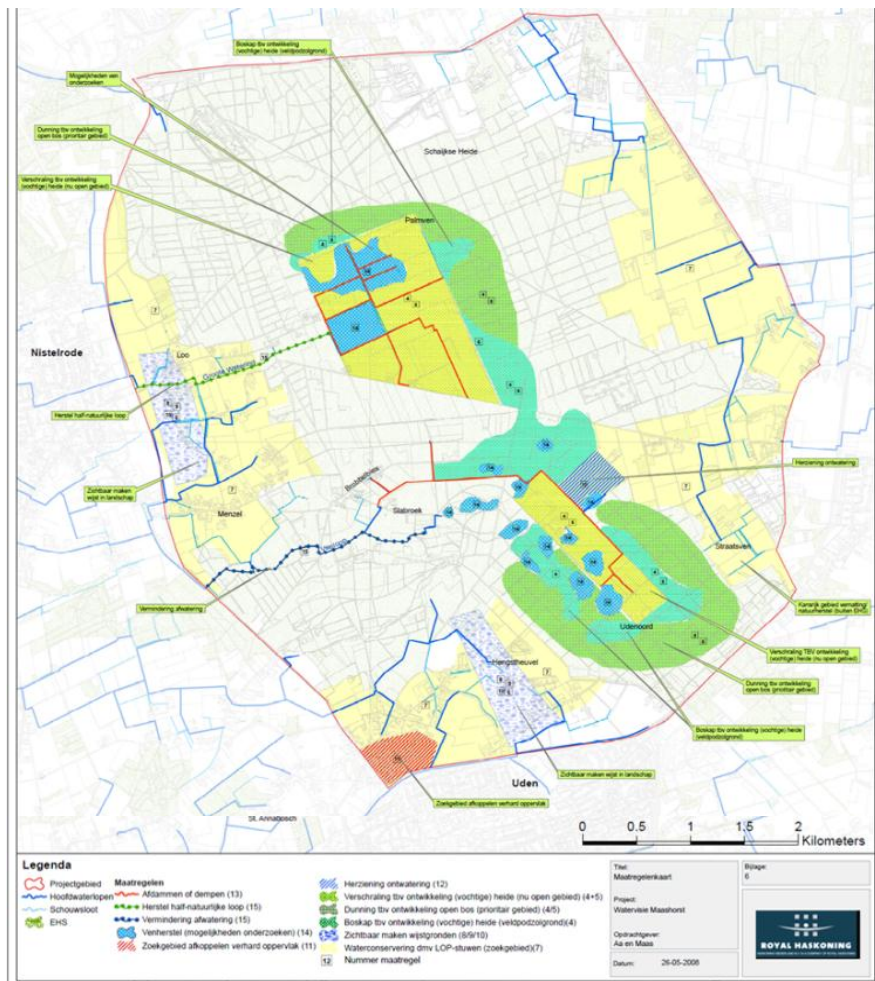 Boskap tbv ontwikkeling
(vochtige) heide (veldpodzolgrond)
Mogelijkheden ven
onderzoeken
Dunning tbv ontwikkeling
open bos (prioritair gebied)
Verschraling tbv ontwikkeling
(vochtige) heide (nu open gebied)
Schaijkse Heide
Palmven
Nistelrode
Loo
Herstel half-natuurlijke loop
Zichtbaar maken
wijst in landschap
Menzel
Slabroek
Herziening ontwatering
Vermindering afwatering
Straatsven
Kansrijk gebied vernatting/
natuurherstel (buiten EHS)
Udenoord
Verschraling TBV ontwikkeling
(vochtige) heide (nu open gebied)
Dunning tbv ontwikkeling
open bos (prioritair gebied)
Hengstheuvel
Boskap tbv ontwikkeling (vochtige) heide
(veldpodzolgrond)
Zichtbaar maken wijst in landschap
Uden
Zoekgebied afkoppelen verhard oppervlak
0 0.5 1 1.5 2
Kilometers
Legenda
Projectgebied
Hoofdwaterlopen
Schouwsloot
EHS
Maatregelen
Afdammen of dempen (13)
Herstel half-natuurlijke loop (15)
Vermindering afwatering (15)
Venherstel (mogelijkheden onderzoeken) (14)
Zoekgebied afkoppelen verhard oppervlak (11)
Herziening ontwatering (12)
Verschraling tbv ontwikkeling (vochtige) heide (nu open gebied) (4+5)
Dunning tbv ontwikkeling open bos (prioritair gebied) (4/5)
Boskap tbv ontwikkeling (vochtige) heide (veldpodzolgrond)(4)
Zichtbaar maken wijstgronden (8/9/10)
Waterconservering dmv LOP-stuwen (zoekgebied)(7)
12 Nummer maatregel
Titel:
Maatregelenkaart
Bijlage:
6
Project:
Watervisie Maashorst
Opdrachtgever:
Aa en Maas
Datum: 26-05-2008
ROYAL HASKONING